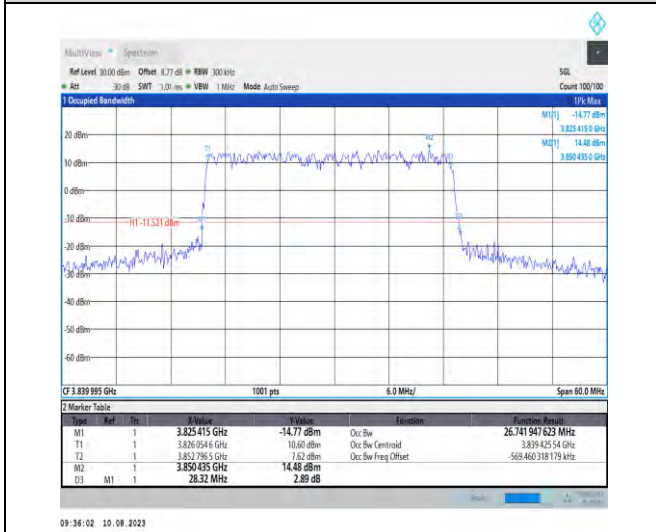 MultiView Spectrum
Ref Level 30.00 dBm Offset 8.77 dB RBW 300 kHz SGL
Att 30 dB SWT 1.01 ms VBW 1 MHz Mode Auto Sweep Count 100/100
1 Occupied Bandwidth 1Pk Max
M1[1] -14.77 dBm
3.825 415 0 GHz
M2[1] 14.48 dBm
3.850 435 0 GHz
20 dBm
10 dBm
0 dBm
-10 dBm
H1 -11.521 dBm
-20 dBm
-30 dBm
-40 dBm
-50 dBm
-60 dBm
M2
CF 3.839 995 GHz 1001 pts 6.0 MHz/ Span 60.0 MHz
2 Marker Table
Type Ref Trc X-Value Y-Value Function Function Result
M1 1 3.825 415 GHz -14.77 dBm Occ Bw 26.741 947 623 MHz
T1 1 3.826 054 6 GHz 10.60 dBm Occ Bw Centroid 3.839 425 54 GHz
T2 1 3.852 796 5 GHz 7.62 dBm Occ Bw Freq Offset -569.460 318 179 kHz
M2 1 3.850 435 GHz 14.48 dBm
D3 M1 1 28.32 MHz 2.89 dB
09:36:02 10.08.2023